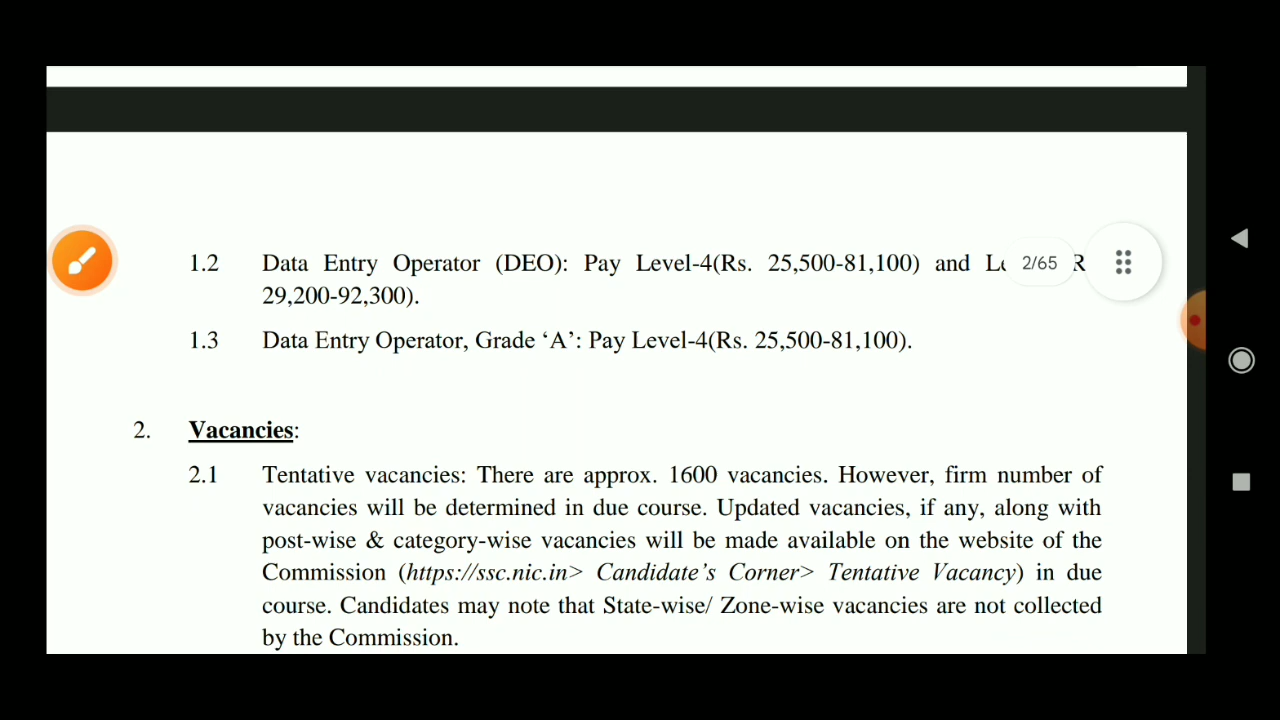 1.2 Data Entry Operator (DEO): Pay Level-4(Rs. 25,500-81,100) and
2/65
29,200-92,300).
1.3 Data Entry Operator, Grade ‘A’: Pay Level-4(Rs. 25,500-81,100).
2. Vacancies:
2.1 Tentative vacancies: There are approx. 1600 vacancies. However, firm number of
vacancies will be determined in due course. Updated vacancies, if any, along with
post-wise & category-wise vacancies will be made available on the website of the
Commission (https://ssc.nic.in> Candidate’s Corner> Tentative Vacancy) in due
course. Candidates may note that State-wise/ Zone-wise vacancies are not collected
by the Commission.